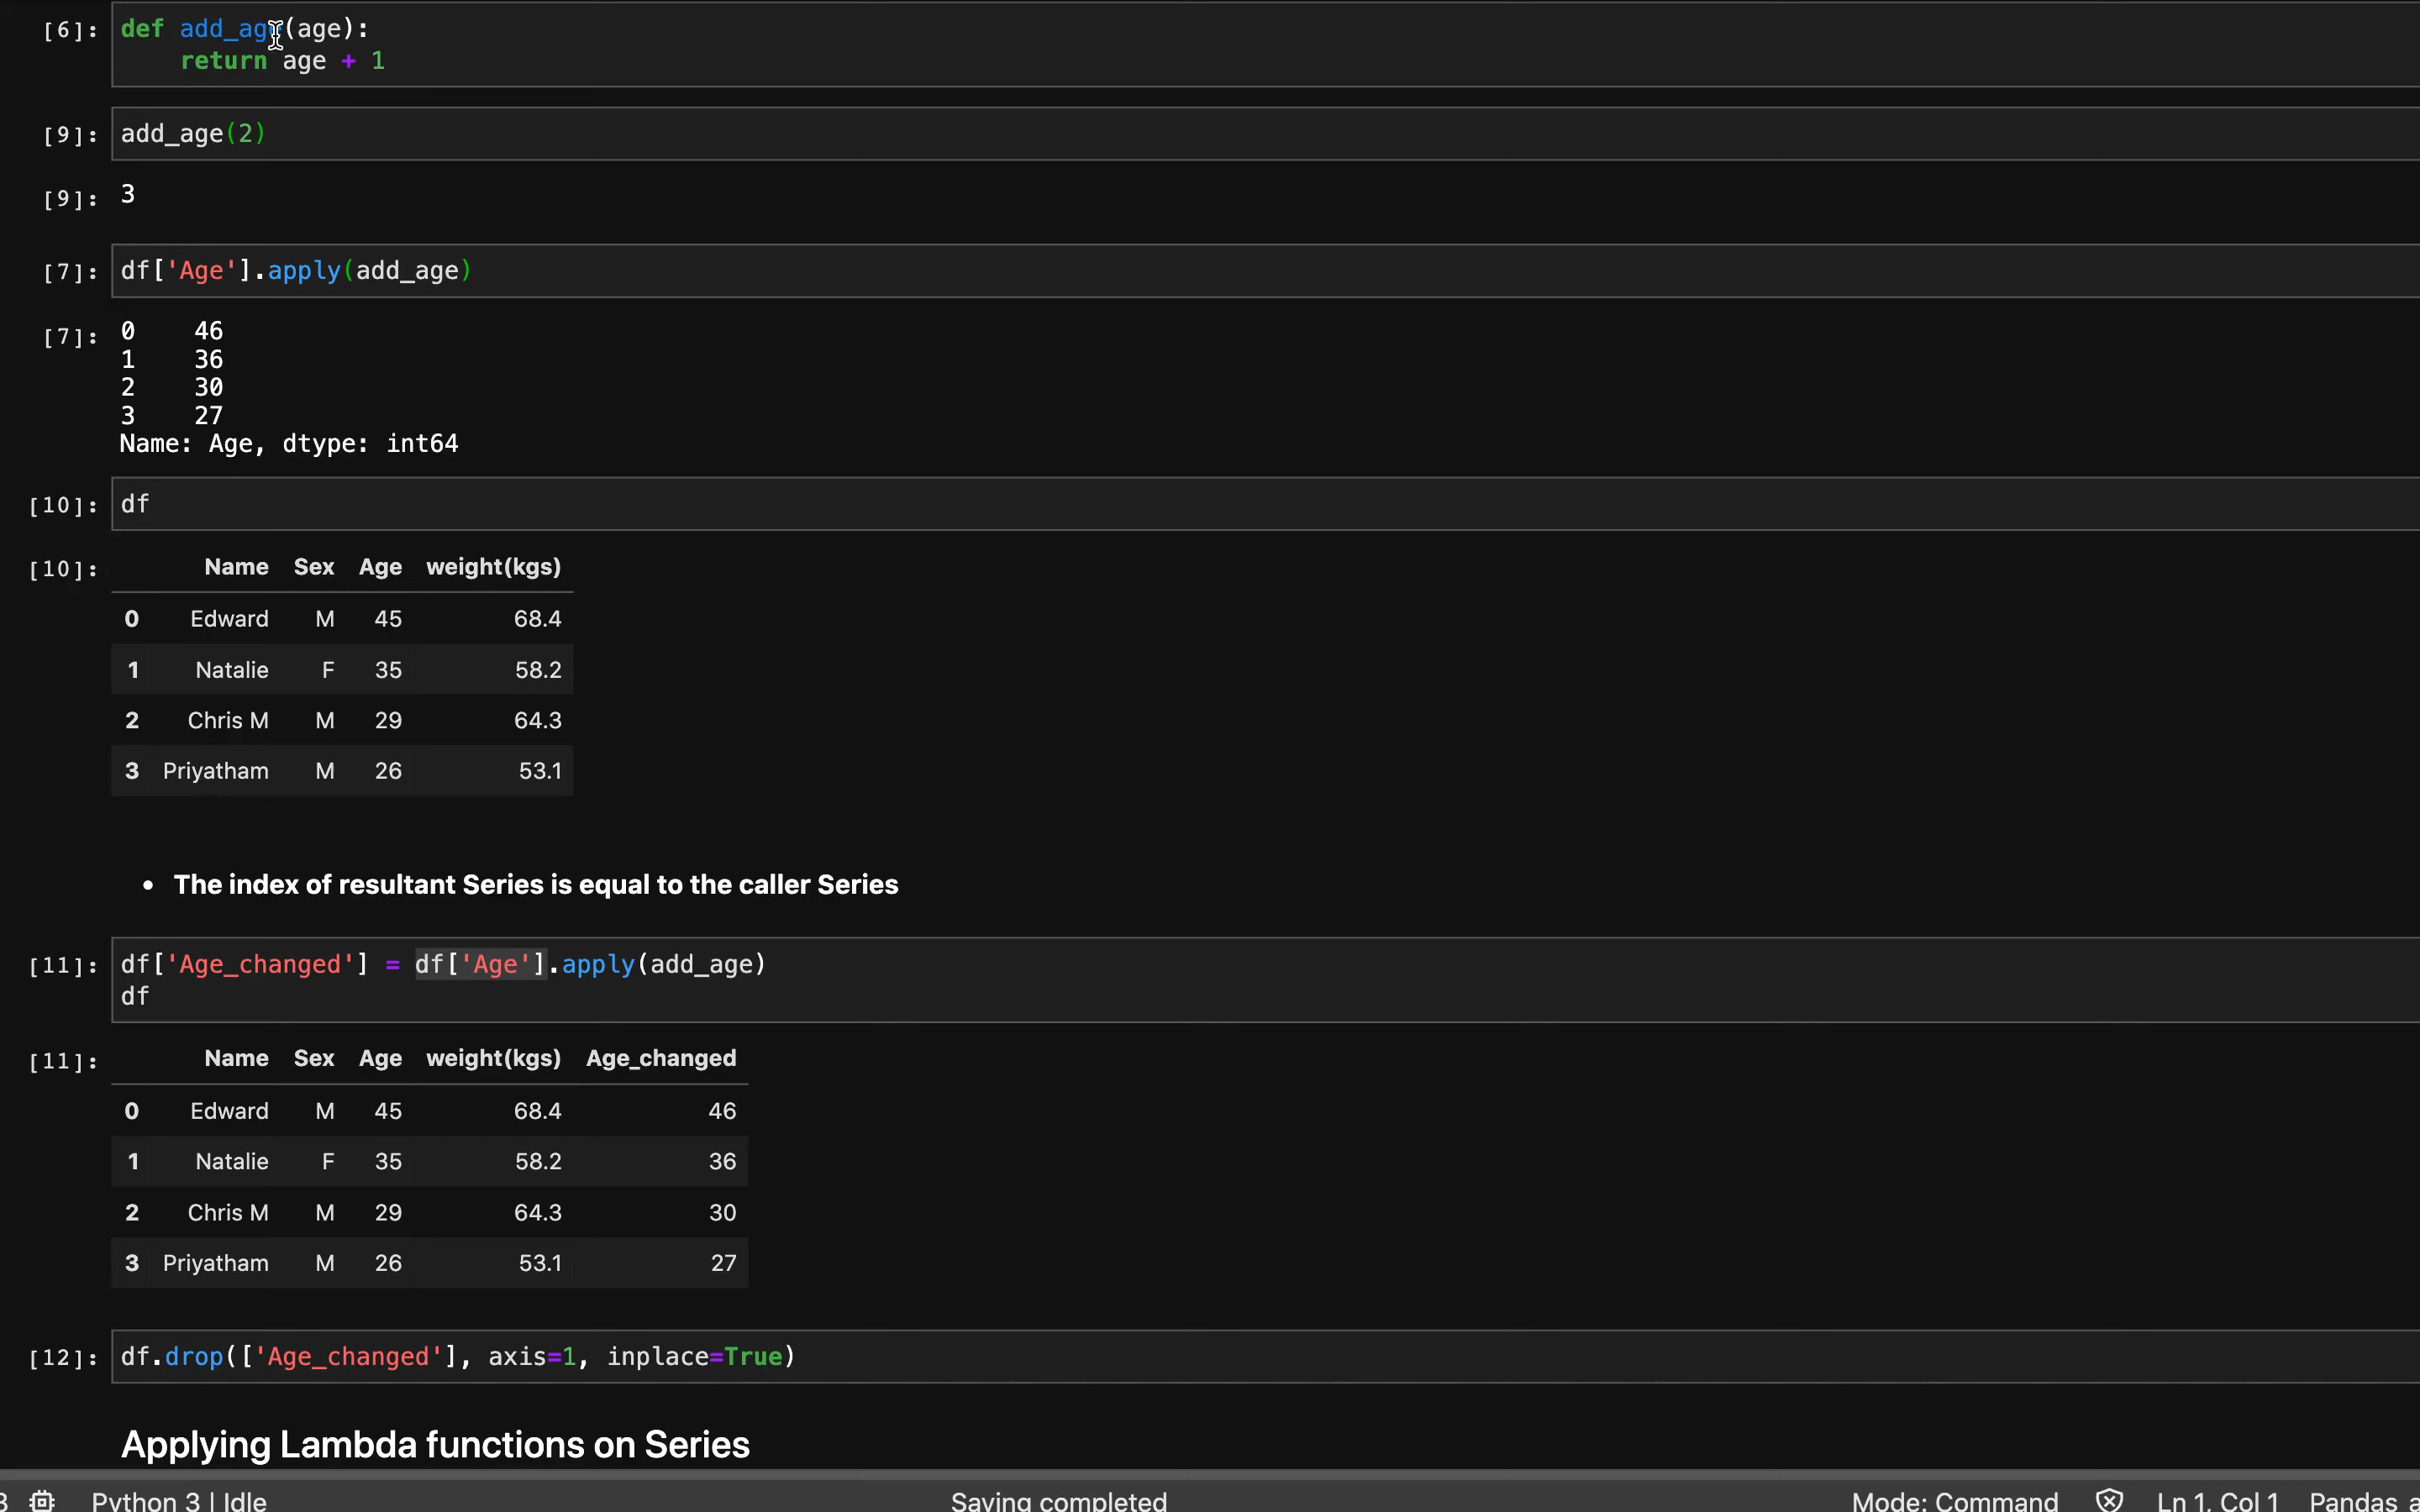 [6]: def add_age(age):
return age + 1
[9]: add_age(2)
[9]: 3
[7]: df['Age'].apply(add_age)
[7]: 0 46
1 36
2 30
3 27
Name: Age, dtype: int64
[10]: df
[10]: Name Sex Age weight(kgs)
0 Edward M 45 68.4
1 Natalie F 35 58.2
2 Chris M M 29 64.3
3 Priyatham M 26 53.1
• The index of resultant Series is equal to the caller Series
[11]: df['Age_changed'] = df['Age'].apply(add_age)
df
[11]: Name Sex Age weight(kgs) Age_changed
0 Edward M 45 68.4 46
1 Natalie F 35 58.2 36
2 Chris M M 29 64.3 30
3 Priyatham M 26 53.1 27
[12]: df.drop(['Age_changed'], axis=1, inplace=True)
Applying Lambda functions on Series
Python 3 | Idle Saving completed Mode: Command Ln 1, Col 1 Pandas